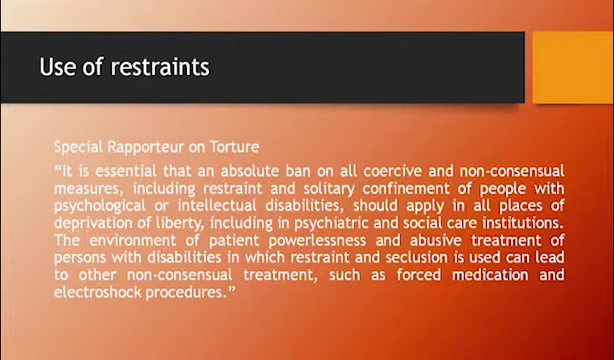 Use of restraints
Special Rapporteur on Torture
“It is essential that an absolute ban on all coercive and non-consensual
measures, including restraint and solitary confinement of people with
psychological or intellectual disabilities, should apply in all places of
deprivation of liberty, including in psychiatric and social care institutions.
The environment of patient powerlessness and abusive treatment of
persons with disabilities in which restraint and seclusion is used can lead
to other non-consensual treatment, such as forced medication and
electroshock procedures.”